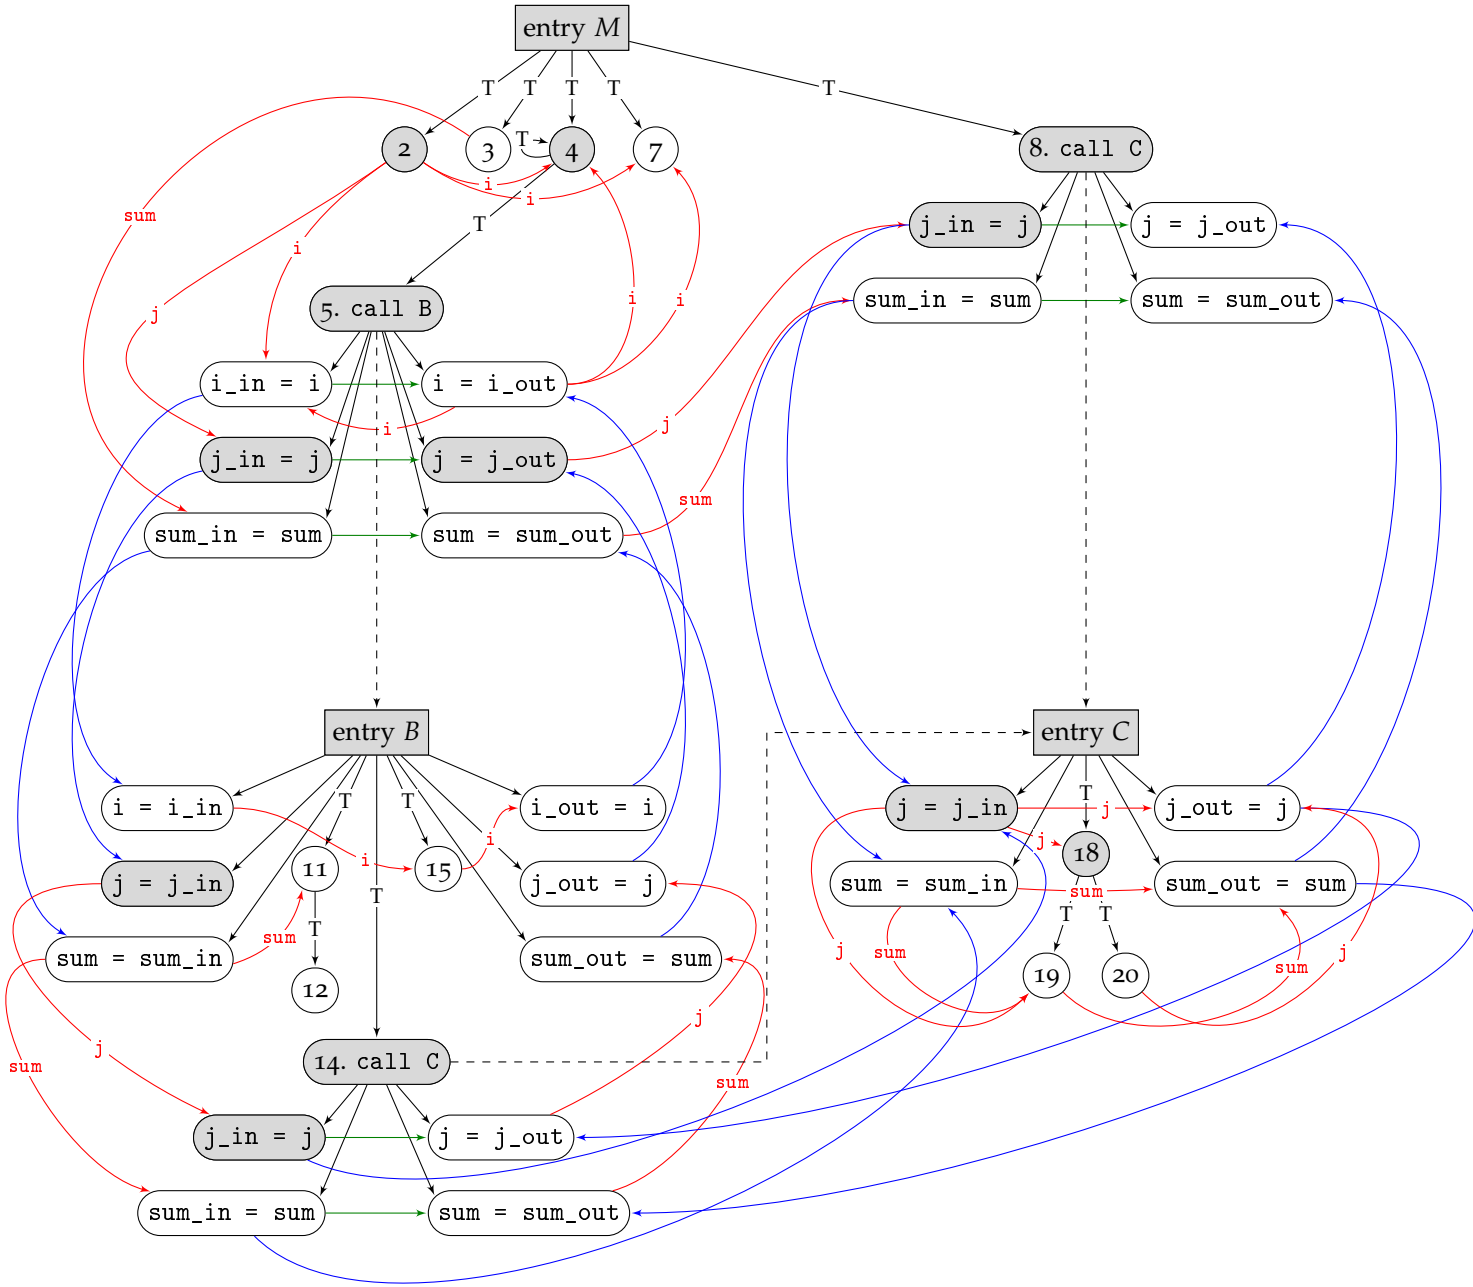 entry M
T T T T T
2 3 T 4 7 8. call C
i i
sum T j_in = j j = j_out
i
5. call B sum_in = sum sum = sum_out
j i i
i_in = i i = i_out
i j
j_in = j j = j_out
sum
sum_in = sum sum = sum_out
entry B entry C
T T T
i = i_in i_out = i j = j_in j j_out = j
i i j
11 15 18
j = j_in j_out = j sum = sum_in sum sum_out = sum
T T T
T sum sum j sum j
sum = sum_in sum_out = sum
12 19 20
j j
14. call C
sum sum
j_in = j j = j_out
sum_in = sum sum = sum_out